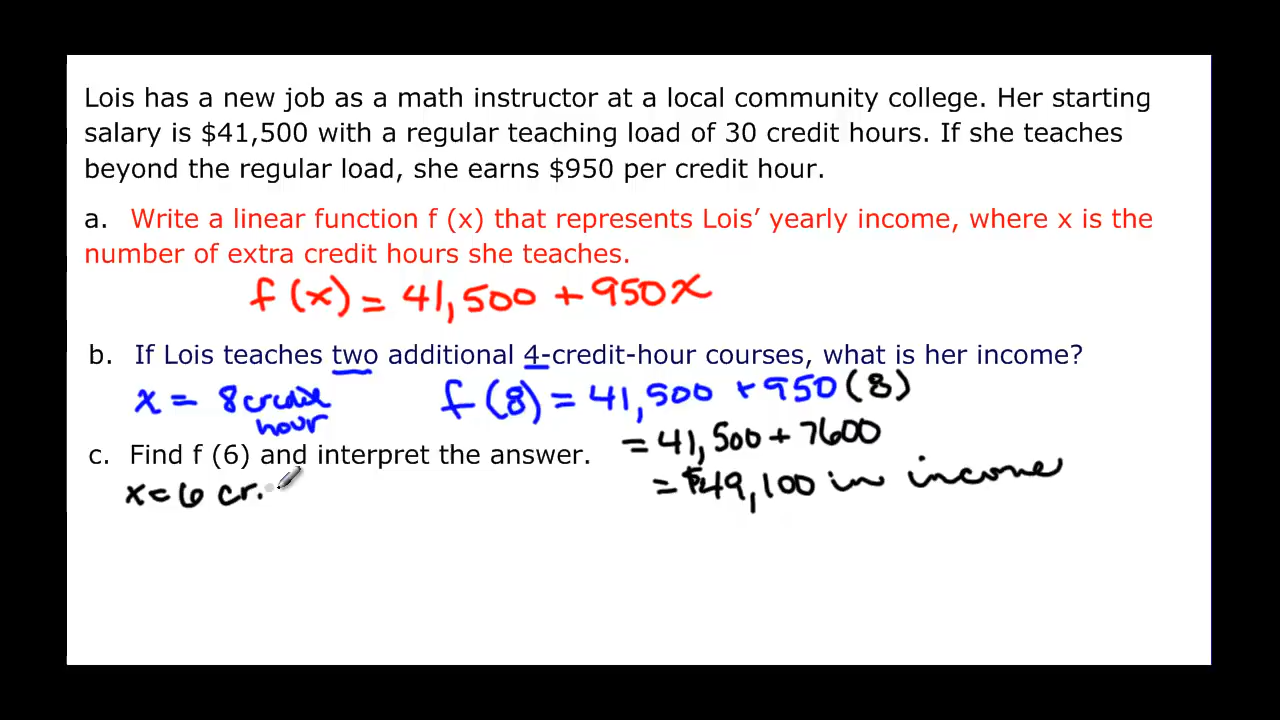 Lois has a new job as a math instructor at a local community college. Her starting
salary is $41,500 with a regular teaching load of 30 credit hours. If she teaches
beyond the regular load, she earns $950 per credit hour.
a. Write a linear function f (x) that represents Lois’ yearly income, where x is the
number of extra credit hours she teaches.
f (x) = 41,500 + 950x
b. If Lois teaches two additional 4-credit-hour courses, what is her income?
x = 8 credit
hour
f (8) = 41,500 + 950 (8)
= 41,500 + 7600
= $49,100 in income
c. Find f (6) and interpret the answer.
x = 6 cr.